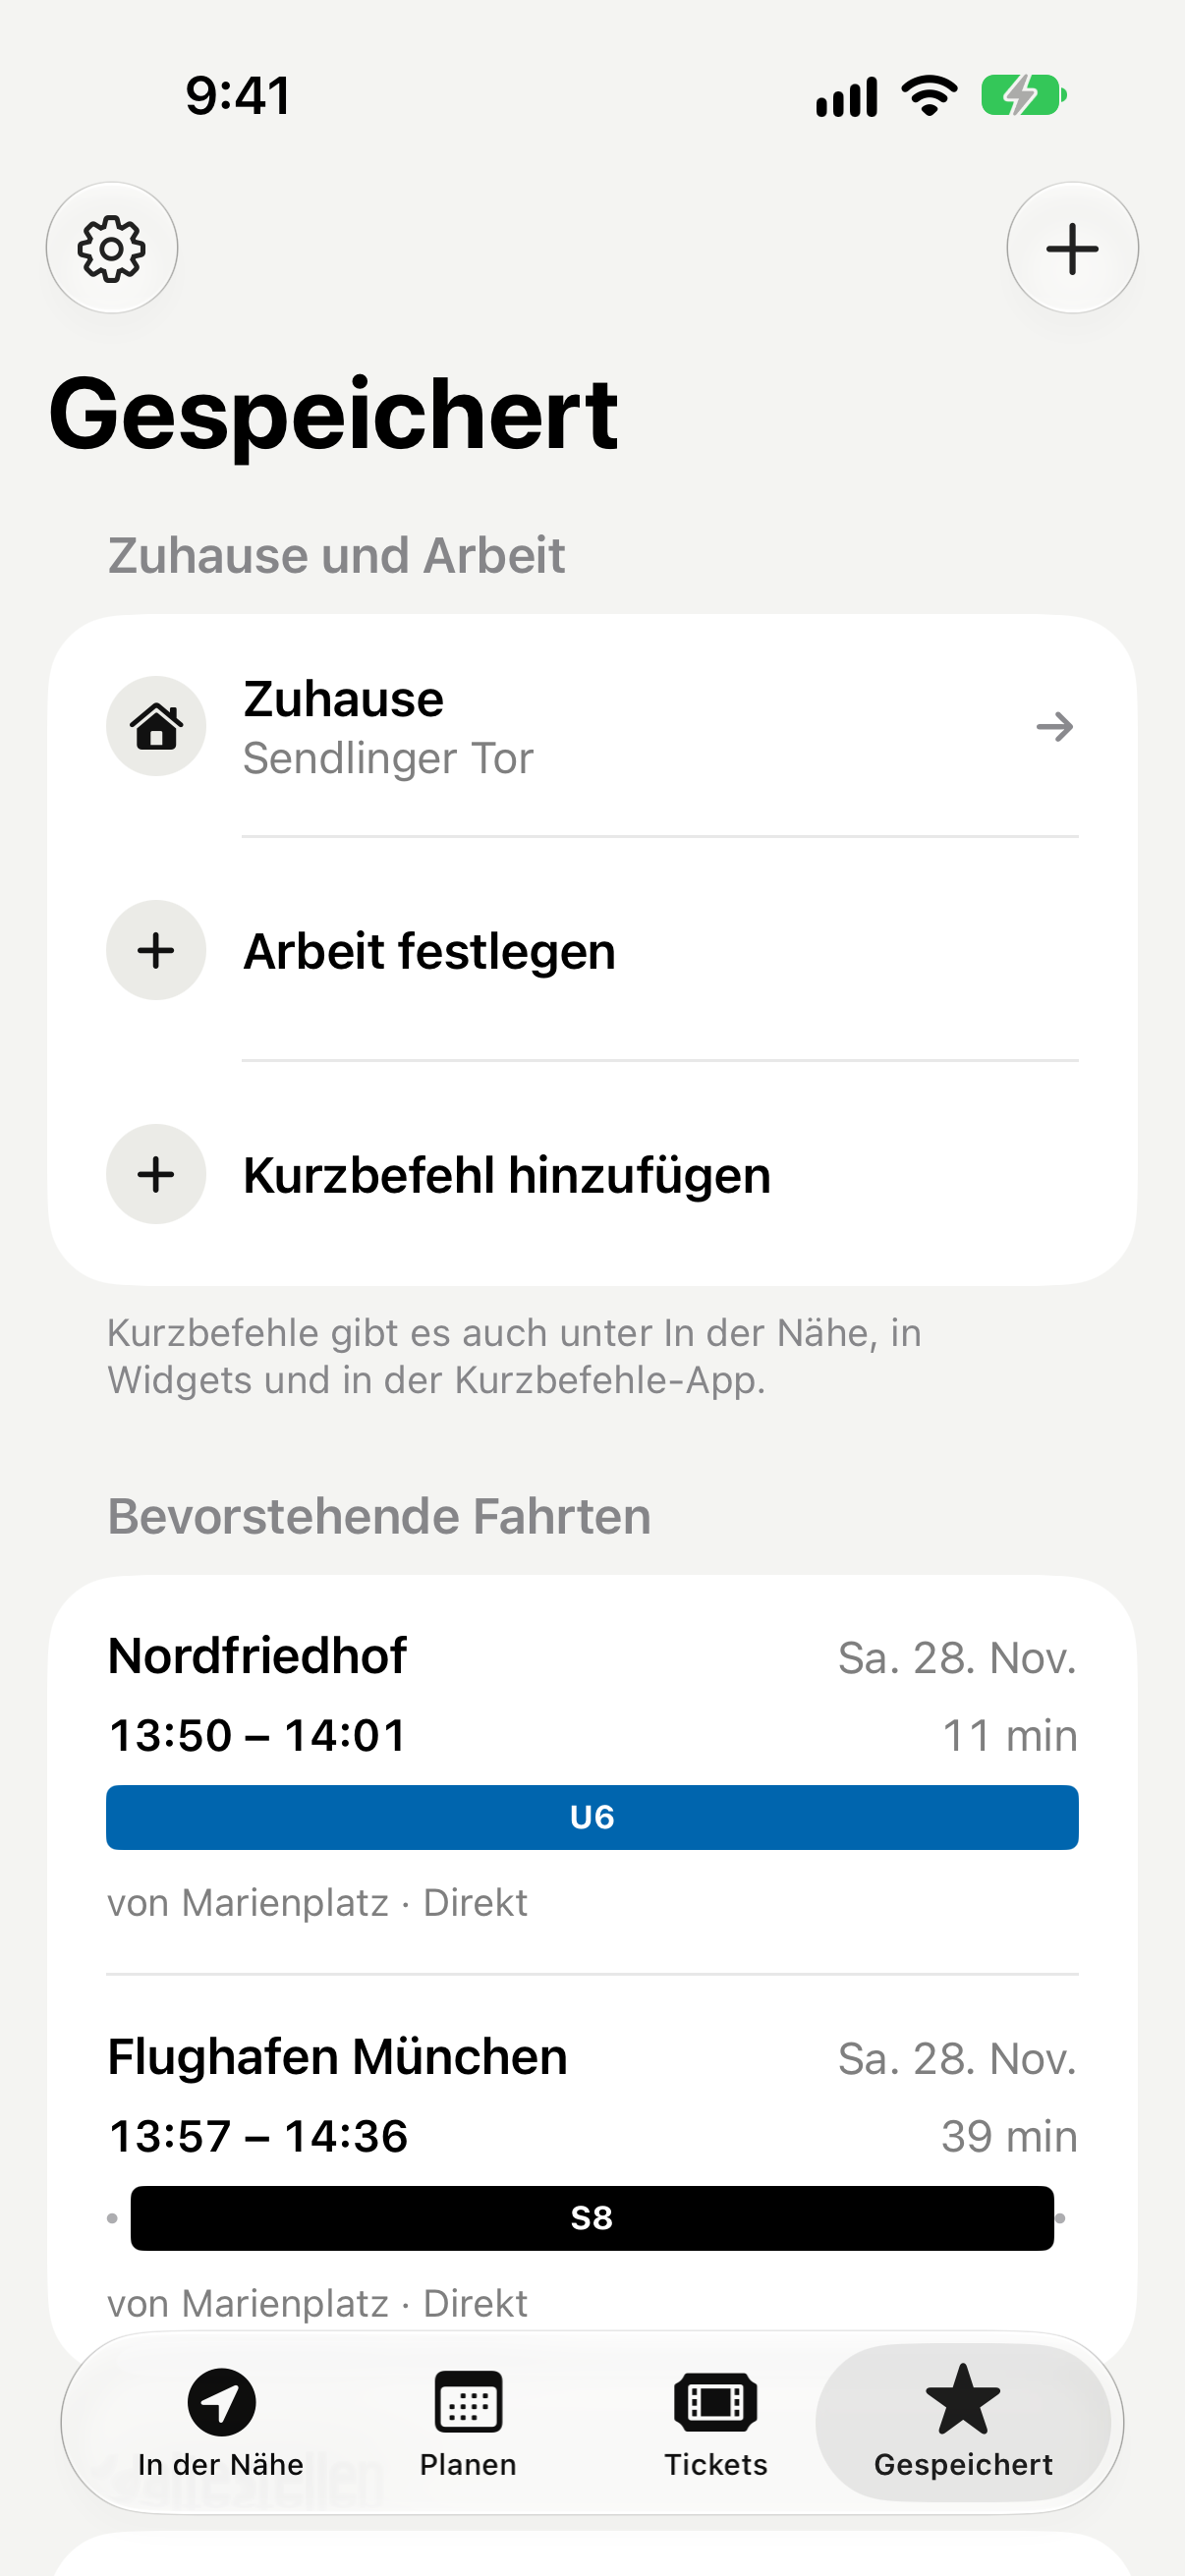 9:41
Gespeichert
Zuhause und Arbeit
Zuhause
Sendlinger Tor
Arbeit festlegen
Kurzbefehl hinzufügen
Kurzbefehle gibt es auch unter In der Nähe, in
Widgets und in der Kurzbefehle-App.
Bevorstehende Fahrten
Nordfriedhof
Sa. 28. Nov.
13:50 – 14:01
11 min
U6
von Marienplatz · Direkt
Flughafen München
Sa. 28. Nov.
13:57 – 14:36
39 min
S8
von Marienplatz · Direkt
In der Nähe
Planen
Tickets
Gespeichert